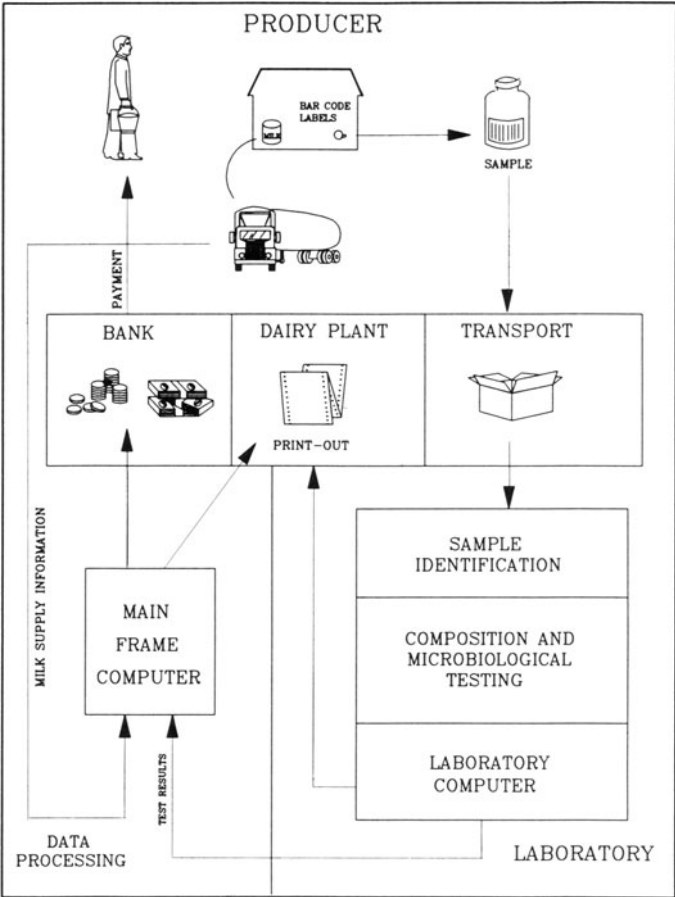 PRODUCER
BAR CODE
LABELS
MILK
SAMPLE
PAYMENT
BANK
DAIRY PLANT
TRANSPORT
PRINT-OUT
MILK SUPPLY INFORMATION
MAIN
FRAME
COMPUTER
SAMPLE
IDENTIFICATION
COMPOSITION AND
MICROBIOLOGICAL
TESTING
LABORATORY
COMPUTER
TEST RESULTS
DATA
PROCESSING
LABORATORY